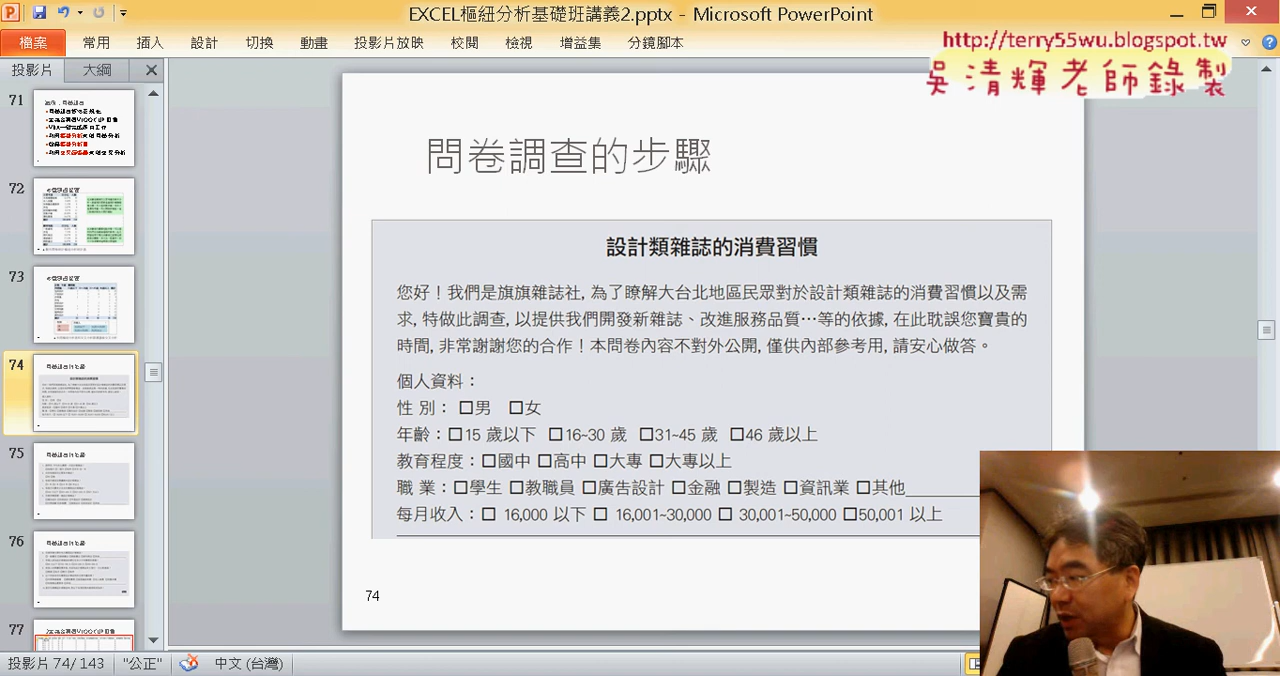 EXCEL樞紐分析基礎班講義2.pptx - Microsoft PowerPoint
檔案 常用 插入 設計 切換 動畫 投影片放映 校閱 檢視 增益集 分鏡腳本
http://terry55wu.blogspot.tw
吳清輝老師錄製
投影片 大綱
71
72
73
74
75
76
77
問卷調查的步驟
設計類雜誌的消費習慣
您好！我們是旗旗雜誌社, 為了瞭解大台北地區民眾對於設計類雜誌的消費習慣以及需
求, 特做此調查, 以提供我們開發新雜誌、改進服務品質…等的依據, 在此耽誤您寶貴的
時間, 非常謝謝您的合作！本問卷內容不對外公開, 僅供內部參考用, 請安心做答。
個人資料：
性 別：□男 □女
年齡：□15 歲以下 □16~30 歲 □31~45 歲 □46 歲以上
教育程度：□國中 □高中 □大專 □大專以上
職 業：□學生 □教職員 □廣告設計 □金融 □製造 □資訊業 □其他
每月收入：□ 16,000 以下 □ 16,001~30,000 □ 30,001~50,000 □50,001 以上
74
投影片 74/ 143 "公正" 中文 (台灣)